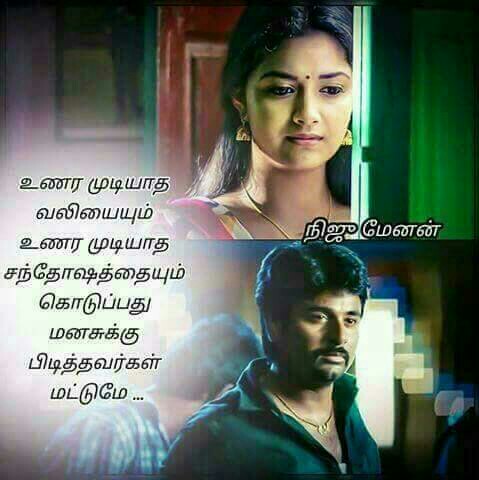 உணர முடியாத
வலியையும்
உணர முடியாத
சந்தோஷத்தையும்
கொடுப்பது
மனசுக்கு
பிடித்தவர்கள்
மட்டுமே ...
நிஜு மேனன்